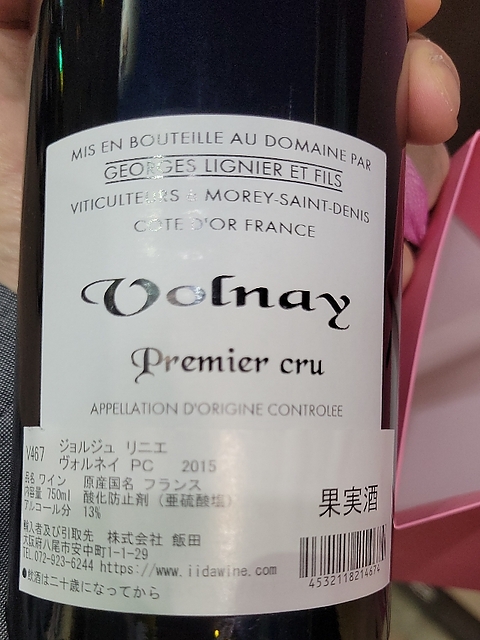 MIS EN BOUTEILLE AU DOMAINE PAR
GEORGES LIGNIER ET FILS
VITICULTEURS À MOREY-SAINT-DENIS
CÔTE D'OR FRANCE
Volnay
Premier cru
APPELLATION D'ORIGINE CONTROLEE
V467 ジョルジュ リニエ
ヴォルネイ PC 2015
品名 ワイン 原産国名 フランス
内容量 750ml 酸化防止剤（亜硫酸塩）
アルコール分 13%
果実酒
輸入者及び引取先 株式会社 飯田
大阪府八尾市安中町1-1-29
TEL.072-923-6244 https://www.iidawine.com
●飲酒は二十歳になってから
4532118214674